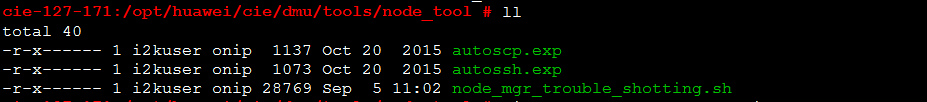 cie-127-171:/opt/huawei/cie/dmu/tools/node_tool # ll
total 40
-r-x------ 1 i2kuser onip  1137 Oct 20  2015 autoscp.exp
-r-x------ 1 i2kuser onip  1073 Oct 20  2015 autossh.exp
-r-x------ 1 i2kuser onip 28769 Sep  5 11:02 node_mgr_trouble_shotting.sh